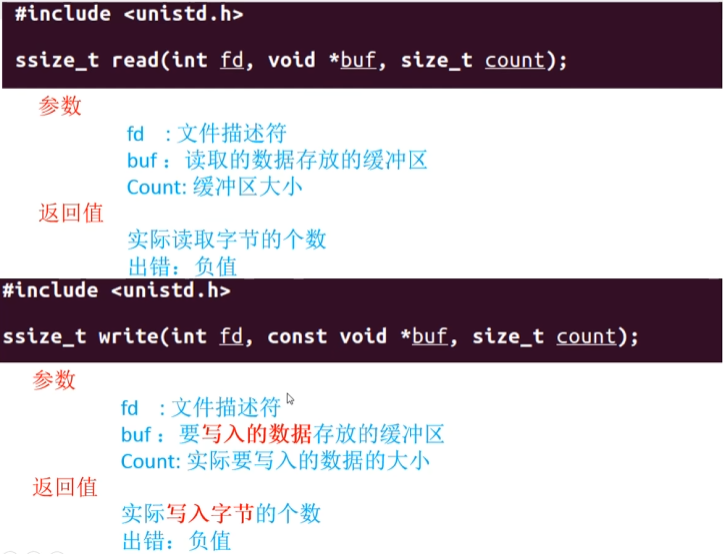 #include <unistd.h>
ssize_t read(int fd, void *buf, size_t count);
参数
fd : 文件描述符
buf： 读取的数据存放的缓冲区
Count: 缓冲区大小
返回值
实际读取字节的个数
出错：负值
#include <unistd.h>
ssize_t write(int fd, const void *buf, size_t count);
参数
fd : 文件描述符
buf： 要写入的数据存放的缓冲区
Count: 实际要写入的数据的大小
返回值
实际写入字节的个数
出错：负值